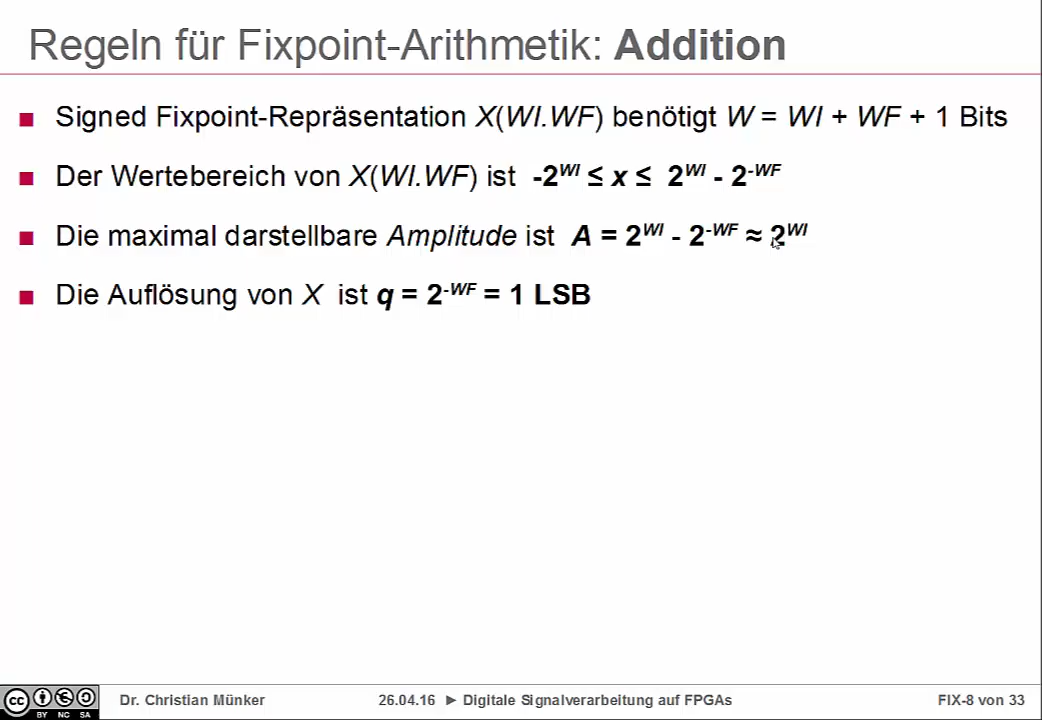 Regeln für Fixpoint-Arithmetik: Addition
■ Signed Fixpoint-Repräsentation X(WI.WF) benötigt W = WI + WF + 1 Bits
■ Der Wertebereich von X(WI.WF) ist -2^WI ≤ x ≤ 2^WI - 2^-WF
■ Die maximal darstellbare Amplitude ist A = 2^WI - 2^-WF ≈ 2^WI
■ Die Auflösung von X ist q = 2^-WF = 1 LSB
cc BY NC SA
Dr. Christian Münker 26.04.16 ► Digitale Signalverarbeitung auf FPGAs FIX-8 von 33